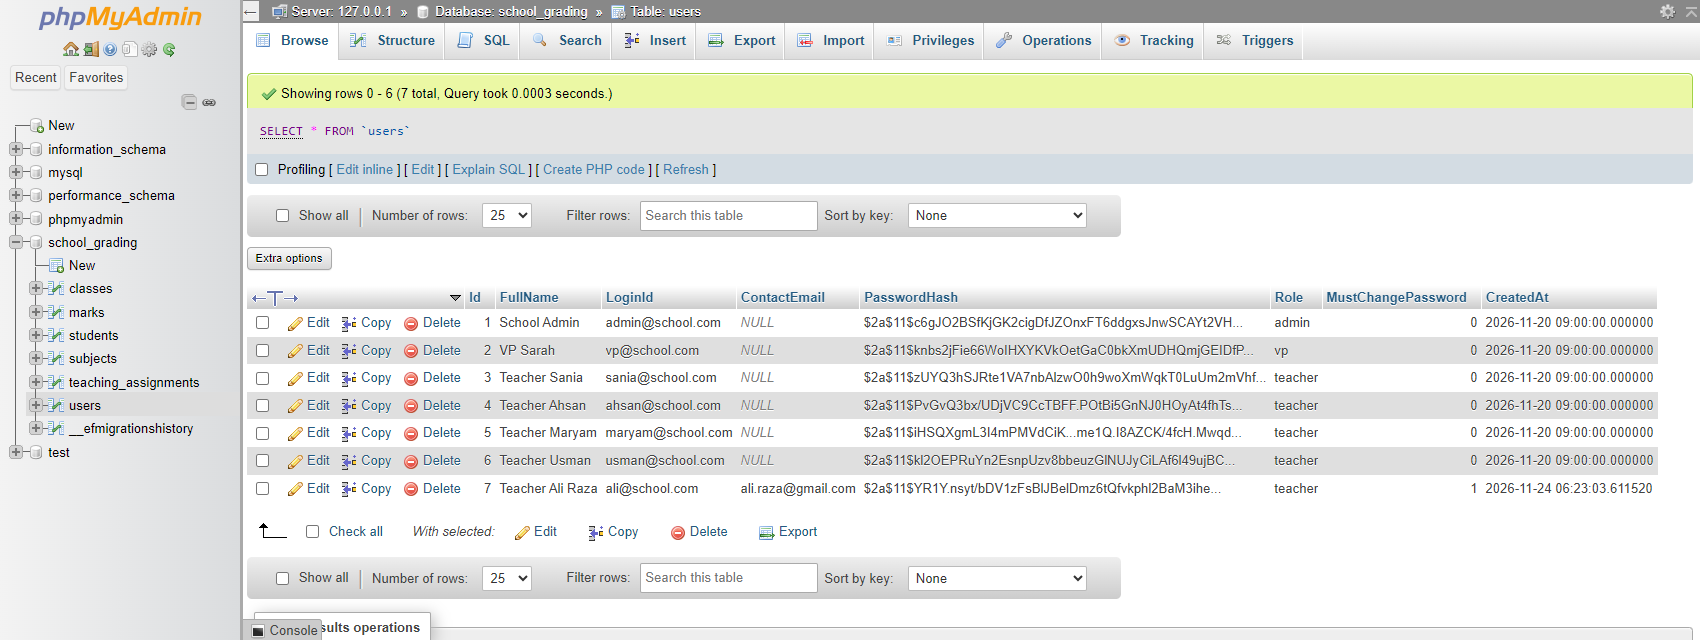 phpMyAdmin
Recent Favorites
New
information_schema
mysql
performance_schema
phpmyadmin
school_grading
New
classes
marks
students
subjects
teaching_assignments
users
__efmigrationshistory
test
Server: 127.0.0.1 » Database: school_grading » Table: users
Browse Structure SQL Search Insert Export Import Privileges Operations Tracking Triggers
Showing rows 0 - 6 (7 total, Query took 0.0003 seconds.)
SELECT * FROM `users`
Profiling [ Edit inline ] [ Edit ] [ Explain SQL ] [ Create PHP code ] [ Refresh ]
Show all Number of rows: 25 Filter rows: Search this table Sort by key: None
Extra options
Id FullName LoginId ContactEmail PasswordHash Role MustChangePassword CreatedAt
Edit Copy Delete 1 School Admin admin@school.com NULL $2a$11$c6gJO2BSfKjGK2cigDfJZOnxFT6ddgxsJnwSCAYt2VH... admin 0 2026-11-20 09:00:00.000000
Edit Copy Delete 2 VP Sarah vp@school.com NULL $2a$11$knbs2jFie66WoIHXYKVkOetGaC0bkXmUDHQmjGEIDfP... vp 0 2026-11-20 09:00:00.000000
Edit Copy Delete 3 Teacher Sania sania@school.com NULL $2a$11$zUYQ3hSJRte1VA7nbAlzwO0h9woXmWqkT0LuUm2mVhf... teacher 0 2026-11-20 09:00:00.000000
Edit Copy Delete 4 Teacher Ahsan ahsan@school.com NULL $2a$11$PvGvQ3bx/UDjVC9CcTBFF.POtBi5GnNJ0HOyAt4fhTs... teacher 0 2026-11-20 09:00:00.000000
Edit Copy Delete 5 Teacher Maryam maryam@school.com NULL $2a$11$iHSQXgmL3I4mPMVdCiK...me1Q.I8AZCK/4fcH.Mwqd... teacher 0 2026-11-20 09:00:00.000000
Edit Copy Delete 6 Teacher Usman usman@school.com NULL $2a$11$kl2OEPRuYn2EsnpUzv8bbeuzGlNUJyCiLAf6l49ujBC... teacher 0 2026-11-20 09:00:00.000000
Edit Copy Delete 7 Teacher Ali Raza ali@school.com ali.raza@gmail.com $2a$11$YR1Y.nsyt/bDV1zFsBlJBelDmz6tQfvkphl2BaM3ihe... teacher 1 2026-11-24 06:23:03.611520
Check all With selected: Edit Copy Delete Export
Show all Number of rows: 25 Filter rows: Search this table Sort by key: None
Console sults operations